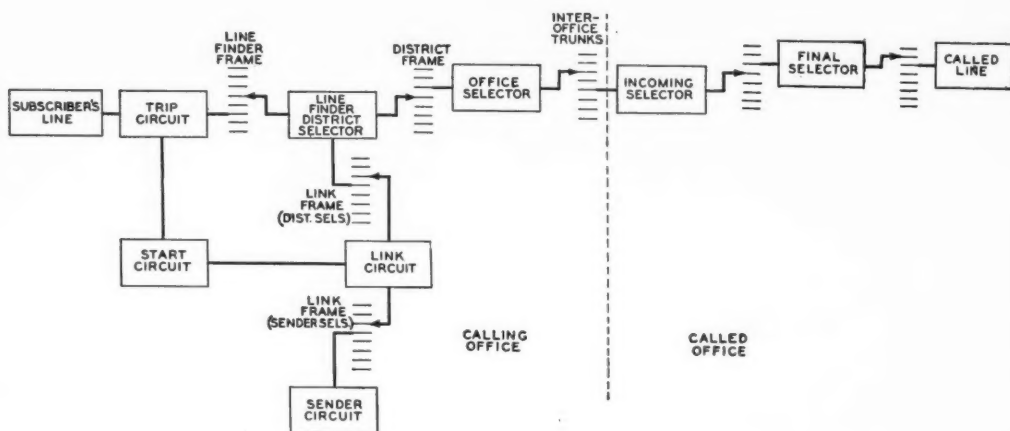 LINE
FINDER
FRAME
DISTRICT
FRAME
INTER-
OFFICE
TRUNKS
SUBSCRIBER'S
LINE
TRIP
CIRCUIT
LINE
FINDER
DISTRICT
SELECTOR
OFFICE
SELECTOR
INCOMING
SELECTOR
FINAL
SELECTOR
CALLED
LINE
LINK
FRAME
(DIST. SELS)
START
CIRCUIT
LINK
CIRCUIT
LINK
FRAME
(SENDER SELS.)
SENDER
CIRCUIT
CALLING
OFFICE
CALLED
OFFICE